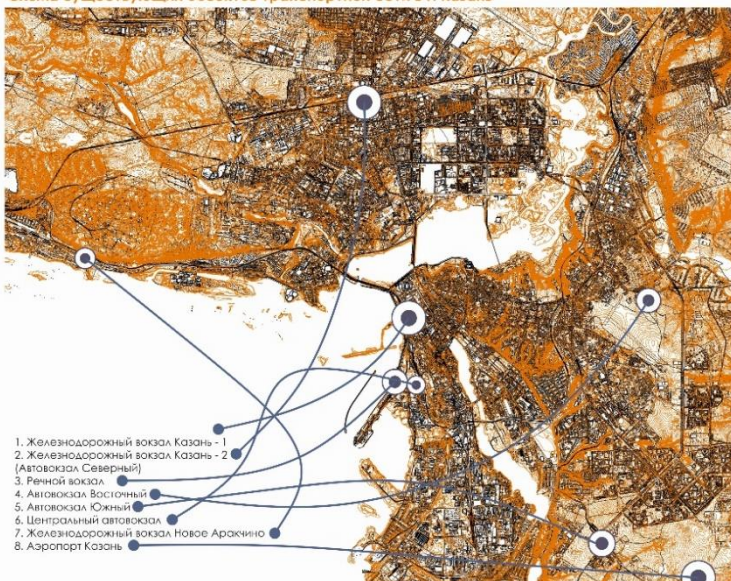 1. Железнодорожный вокзал Казань - 1
2. Железнодорожный вокзал Казань - 2
(Автовокзал Северный)
3. Речной вокзал
4. Автовокзал Восточный
5. Автовокзал Южный
6. Центральный автовокзал
7. Железнодорожный вокзал Новое Аракчино
8. Аэропорт Казань